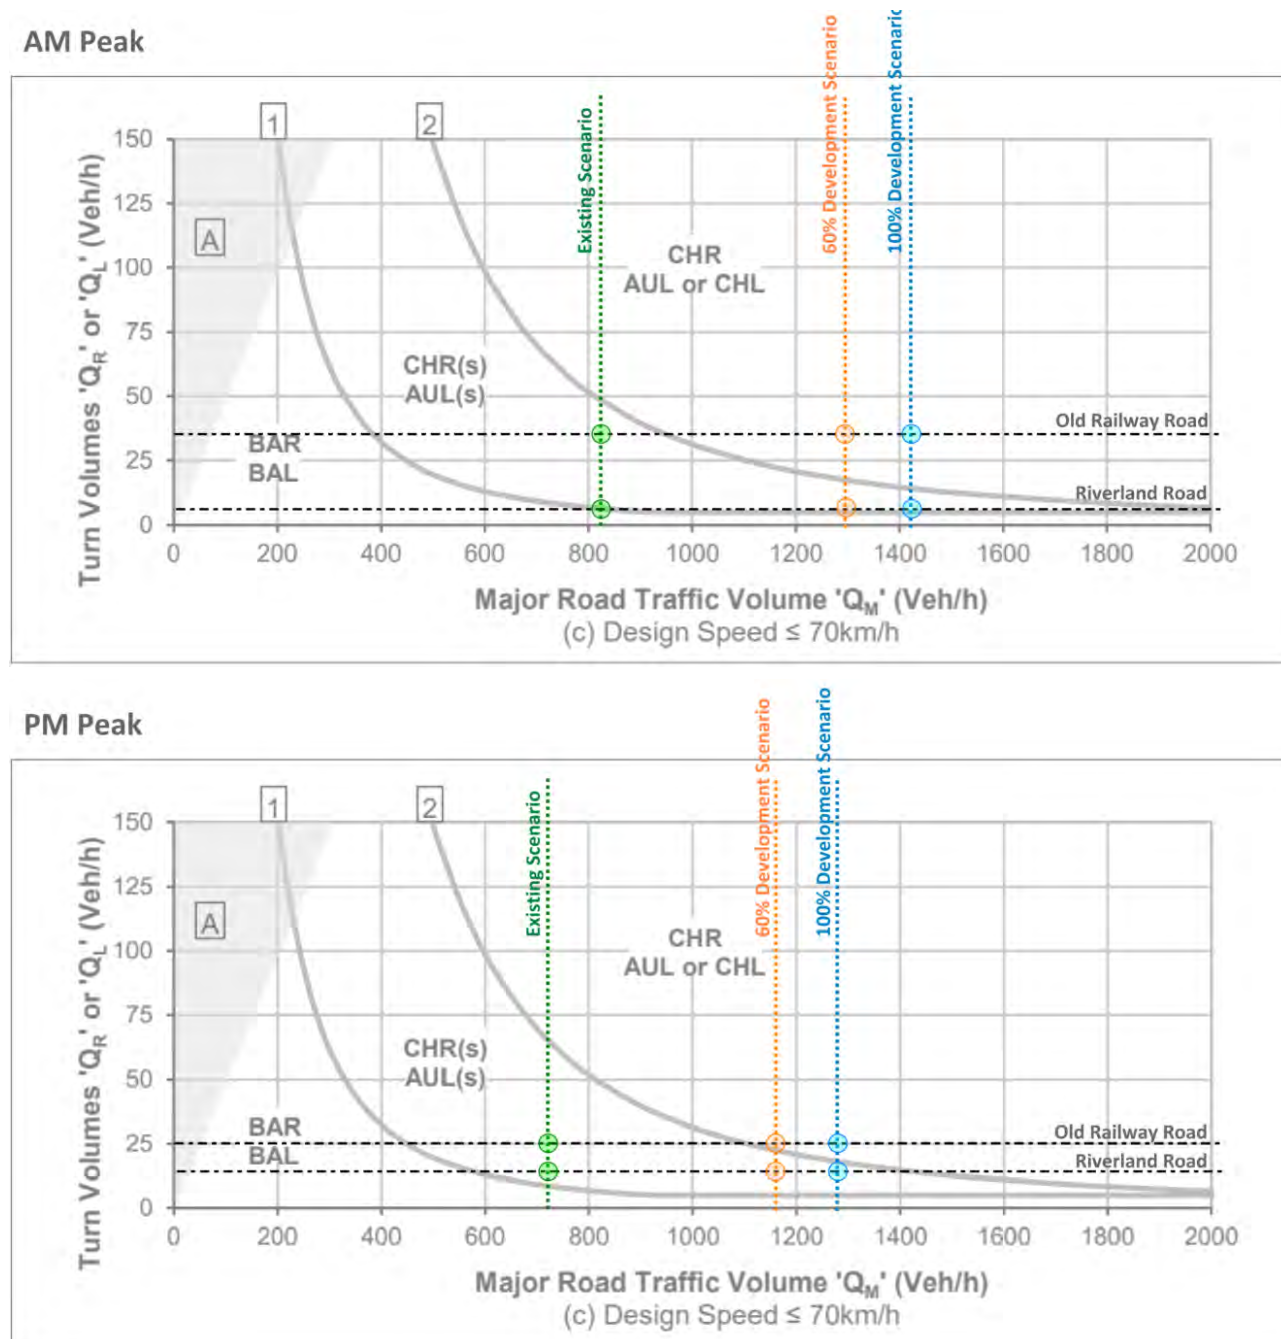 AM Peak
1
2
Existing Scenario
60% Development Scenario
100% Development Scenario
150
125
100
75
50
25
0
Turn Volumes 'QR' or 'QL' (Veh/h)
A
CHR
AUL or CHL
CHR(s)
AUL(s)
BAR
BAL
Old Railway Road
Riverland Road
0 200 400 600 800 1000 1200 1400 1600 1800 2000
Major Road Traffic Volume 'QM' (Veh/h)
(c) Design Speed ≤ 70km/h
PM Peak
1
2
Existing Scenario
60% Development Scenario
100% Development Scenario
150
125
100
75
50
25
0
Turn Volumes 'QR' or 'QL' (Veh/h)
A
CHR
AUL or CHL
CHR(s)
AUL(s)
BAR
BAL
Old Railway Road
Riverland Road
0 200 400 600 800 1000 1200 1400 1600 1800 2000
Major Road Traffic Volume 'QM' (Veh/h)
(c) Design Speed ≤ 70km/h